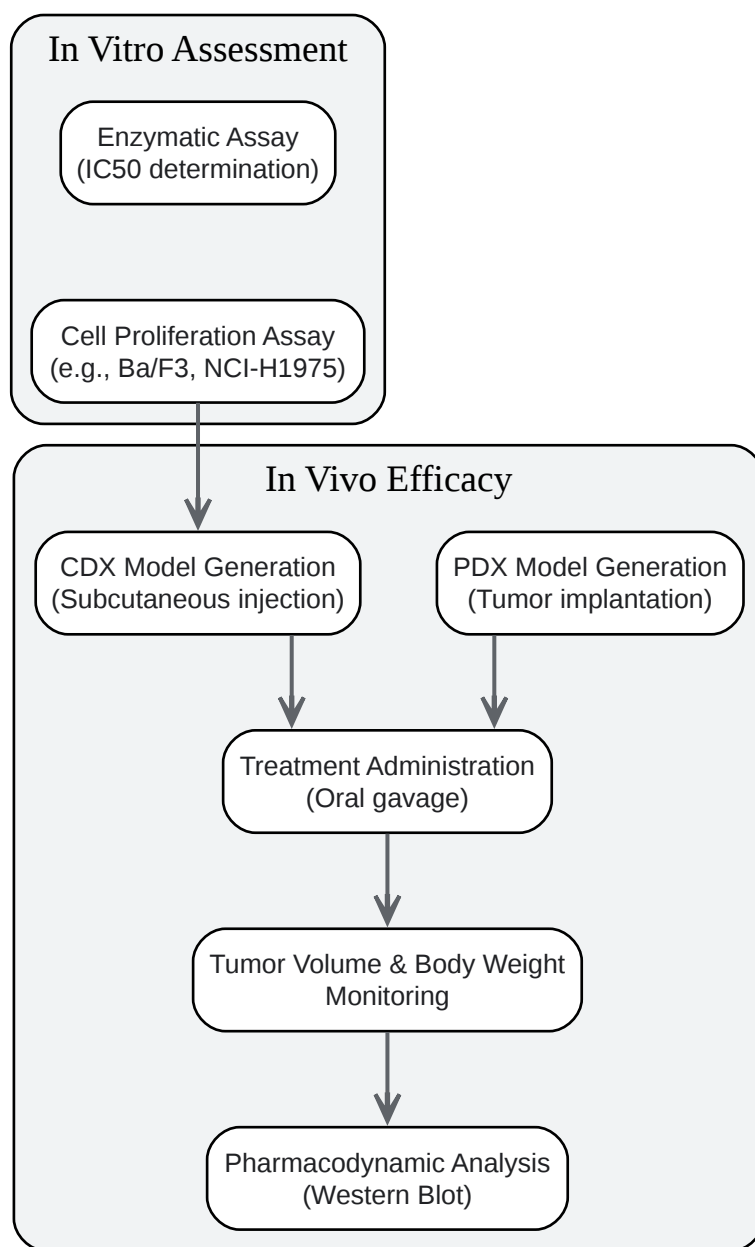 In Vitro Assessment
Enzymatic Assay
(IC50 determination)
Cell Proliferation Assay
(e.g., Ba/F3, NCI-H1975)
In Vivo Efficacy
CDX Model Generation
(Subcutaneous injection)
PDX Model Generation
(Tumor implantation)
Treatment Administration
(Oral gavage)
Tumor Volume & Body Weight
Monitoring
Pharmacodynamic Analysis
(Western Blot)